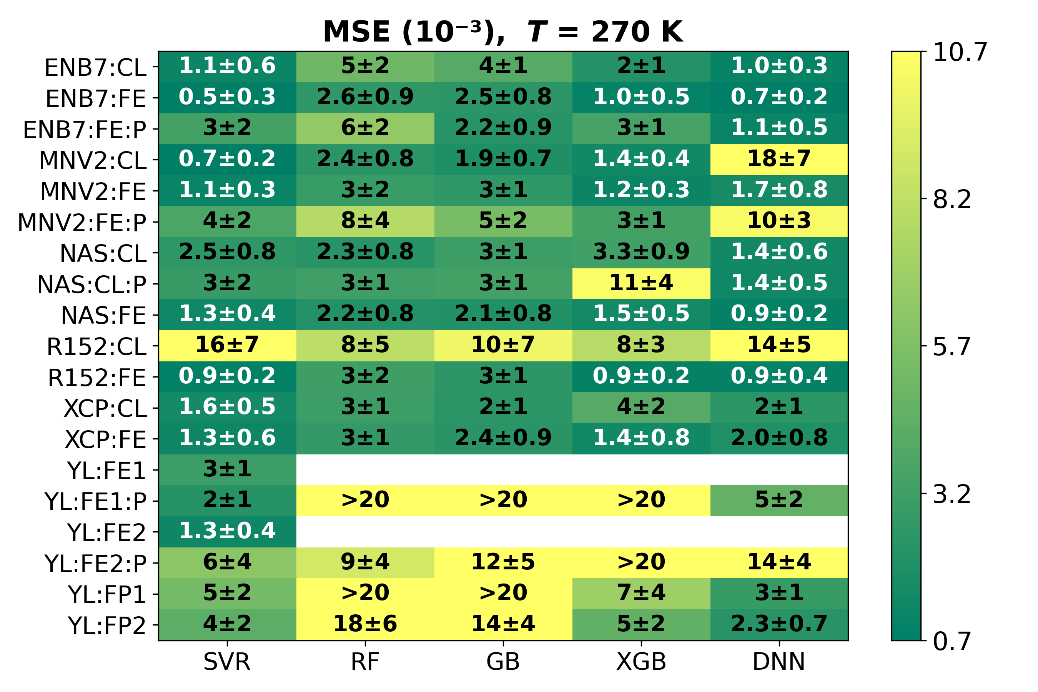 MSE (10⁻³), T = 270 K
ENB7:CL 1.1±0.6 5±2 4±1 2±1 1.0±0.3
ENB7:FE 0.5±0.3 2.6±0.9 2.5±0.8 1.0±0.5 0.7±0.2
ENB7:FE:P 3±2 6±2 2.2±0.9 3±1 1.1±0.5
MNV2:CL 0.7±0.2 2.4±0.8 1.9±0.7 1.4±0.4 18±7
MNV2:FE 1.1±0.3 3±2 3±1 1.2±0.3 1.7±0.8
MNV2:FE:P 4±2 8±4 5±2 3±1 10±3
NAS:CL 2.5±0.8 2.3±0.8 3±1 3.3±0.9 1.4±0.6
NAS:CL:P 3±2 3±1 3±1 11±4 1.4±0.5
NAS:FE 1.3±0.4 2.2±0.8 2.1±0.8 1.5±0.5 0.9±0.2
R152:CL 16±7 8±5 10±7 8±3 14±5
R152:FE 0.9±0.2 3±2 3±1 0.9±0.2 0.9±0.4
XCP:CL 1.6±0.5 3±1 2±1 4±2 2±1
XCP:FE 1.3±0.6 3±1 2.4±0.9 1.4±0.8 2.0±0.8
YL:FE1 3±1
YL:FE1:P 2±1 >20 >20 >20 5±2
YL:FE2 1.3±0.4
YL:FE2:P 6±4 9±4 12±5 >20 14±4
YL:FP1 5±2 >20 >20 7±4 3±1
YL:FP2 4±2 18±6 14±4 5±2 2.3±0.7
SVR RF GB XGB DNN
10.7
8.2
5.7
3.2
0.7